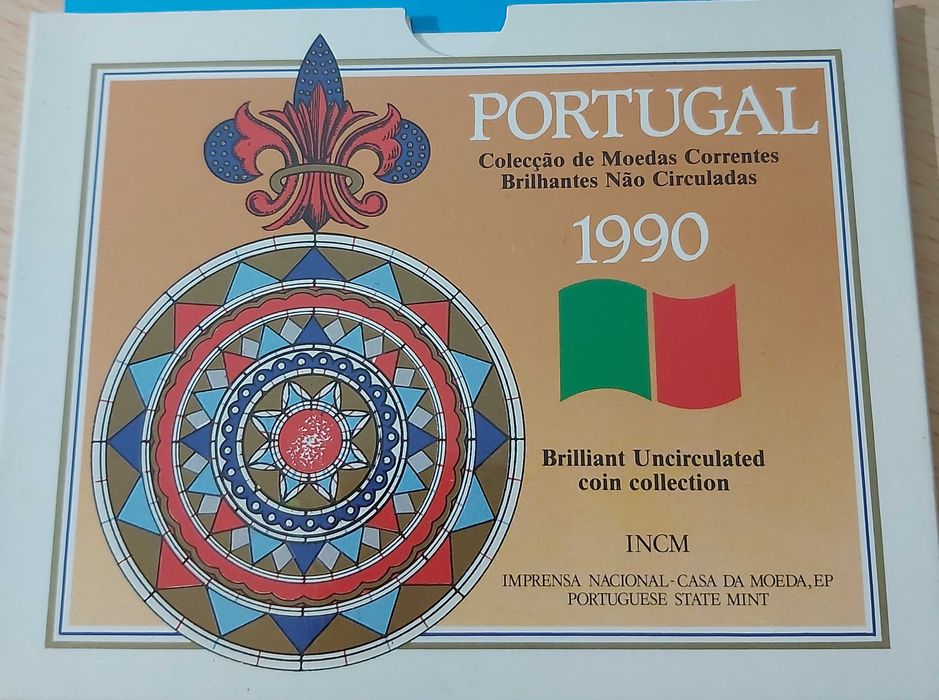 PORTUGAL
Colecção de Moedas Correntes
Brilhantes Não Circuladas
1990
Brilliant Uncirculated
coin collection
INCM
IMPRENSA NACIONAL-CASA DA MOEDA, EP
PORTUGUESE STATE MINT